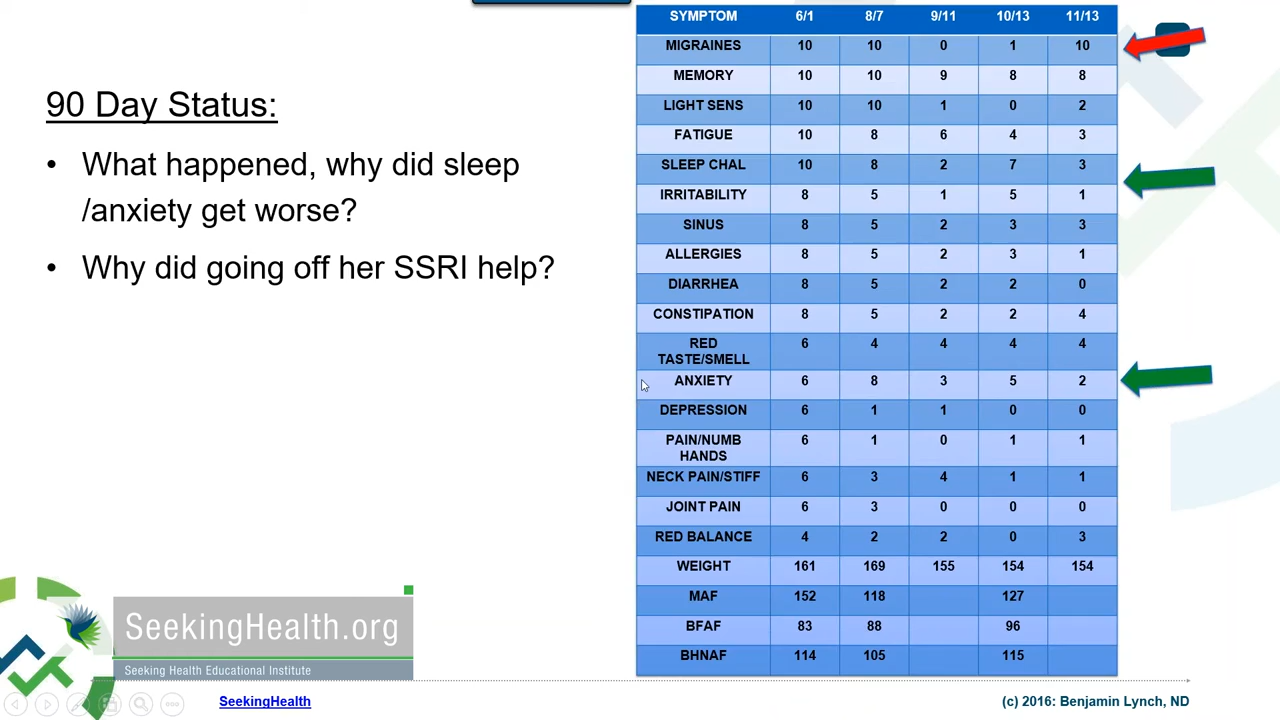 90 Day Status:
• What happened, why did sleep
/anxiety get worse?
• Why did going off her SSRI help?
SYMPTOM 6/1 8/7 9/11 10/13 11/13
MIGRAINES 10 10 0 1 10
MEMORY 10 10 9 8 8
LIGHT SENS 10 10 1 0 2
FATIGUE 10 8 6 4 3
SLEEP CHAL 10 8 2 7 3
IRRITABILITY 8 5 1 5 1
SINUS 8 5 2 3 3
ALLERGIES 8 5 2 3 1
DIARRHEA 8 5 2 2 0
CONSTIPATION 8 5 2 2 4
RED
TASTE/SMELL 6 4 4 4 4
ANXIETY 6 8 3 5 2
DEPRESSION 6 1 1 0 0
PAIN/NUMB
HANDS 6 1 0 1 1
NECK PAIN/STIFF 6 3 4 1 1
JOINT PAIN 6 3 0 0 0
RED BALANCE 4 2 2 0 3
WEIGHT 161 169 155 154 154
MAF 152 118 127
BFAF 83 88 96
BHNAF 114 105 115
SeekingHealth.org
Seeking Health Educational Institute
SeekingHealth
(c) 2016: Benjamin Lynch, ND